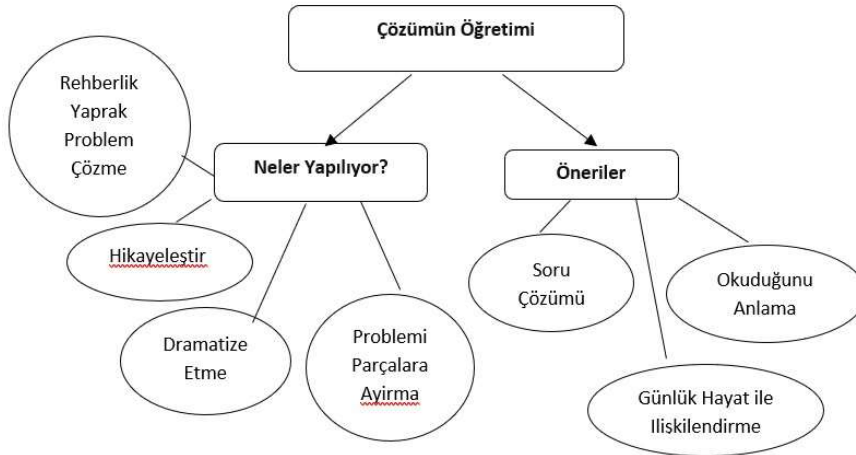 Çözümün Öğretimi
Rehberlik
Yaprak
Problem
Çözme
Neler Yapılıyor?
Öneriler
Hikayeleştir
Soru
Çözümü
Okuduğunu
Anlama
Dramatize
Etme
Problemi
Parçalara
Ayirma
Günlük Hayat ile
Iliskilendirme